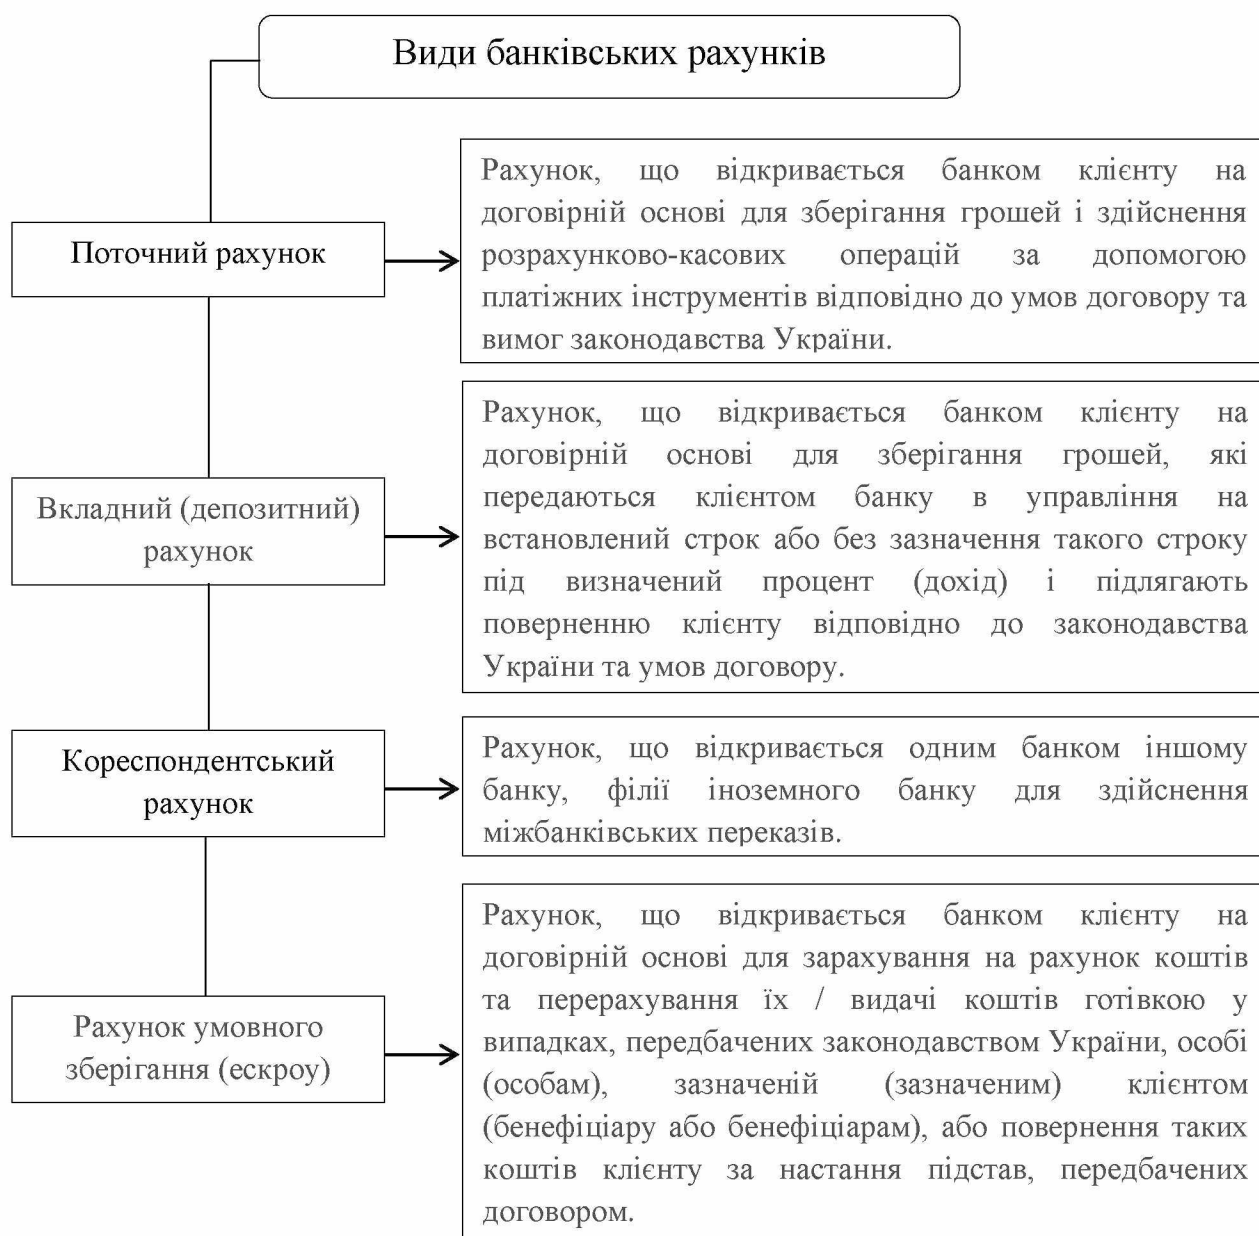 Види банківських рахунків
Поточний рахунок
Рахунок, що відкривається банком клієнту на
договірній основі для зберігання грошей і здійснення
розрахунково-касових операцій за допомогою
платіжних інструментів відповідно до умов договору та
вимог законодавства України.
Вкладний (депозитний)
рахунок
Рахунок, що відкривається банком клієнту на
договірній основі для зберігання грошей, які
передаються клієнтом банку в управління на
встановлений строк або без зазначення такого строку
під визначений процент (дохід) і підлягають
поверненню клієнту відповідно до законодавства
України та умов договору.
Кореспондентський
рахунок
Рахунок, що відкривається одним банком іншому
банку, філії іноземного банку для здійснення
міжбанківських переказів.
Рахунок умовного
зберігання (ескроу)
Рахунок, що відкривається банком клієнту на
договірній основі для зарахування на рахунок коштів
та перерахування їх / видачі коштів готівкою у
випадках, передбачених законодавством України, особі
(особам), зазначеній (зазначеним) клієнтом
(бенефіціару або бенефіціарам), або повернення таких
коштів клієнту за настання підстав, передбачених
договором.